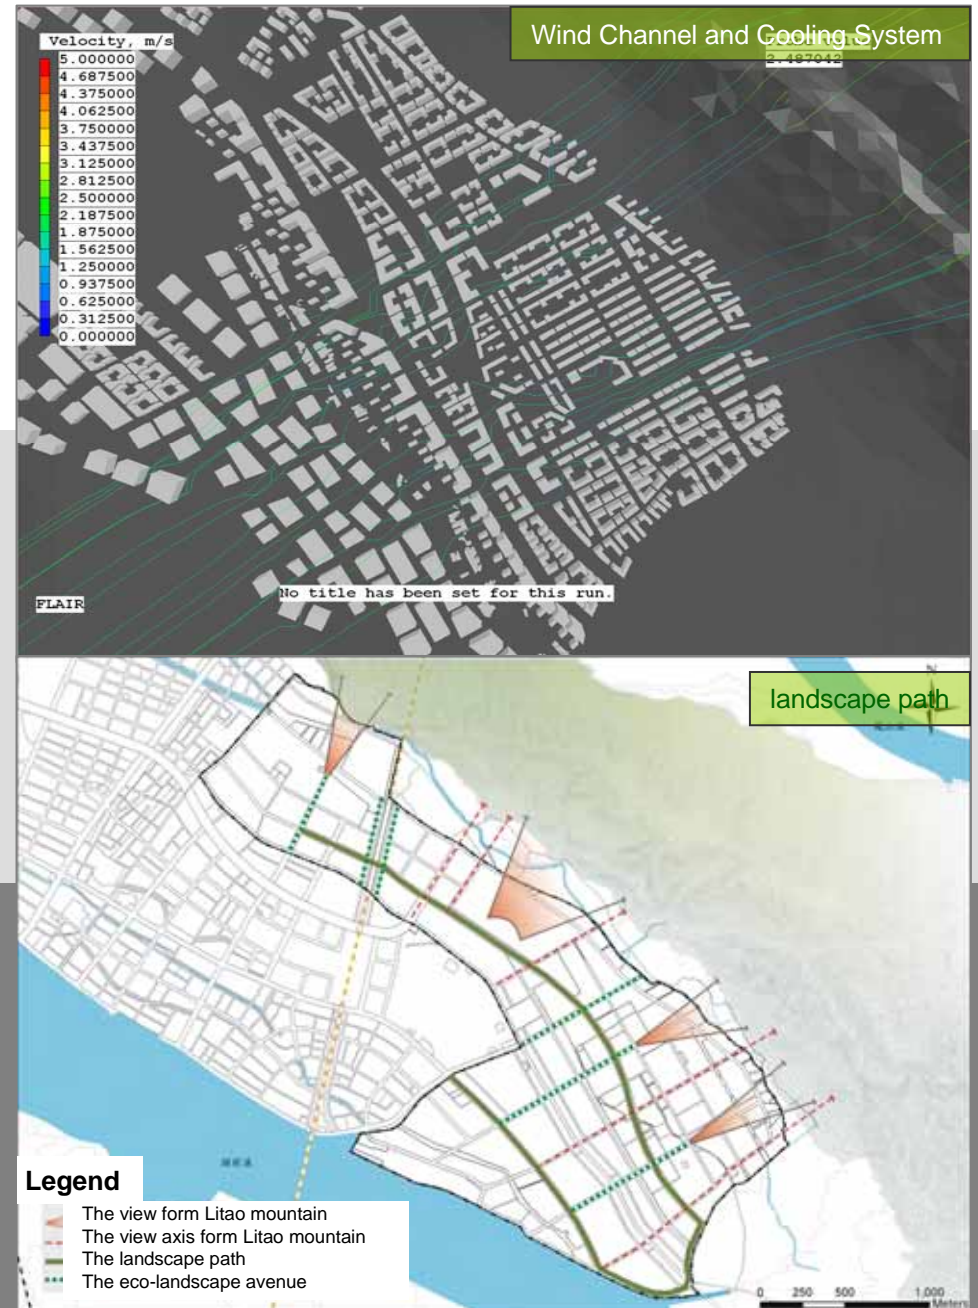 Wind Channel and Cooling System
Velocity, m/s
5.000000
4.687500
4.375000
4.062500
3.750000
3.437500
3.125000
2.812500
2.500000
2.187500
1.875000
1.562500
1.250000
0.937500
0.625000
0.312500
0.000000
2.487042
No title has been set for this run.
FLAIR
landscape path
Legend
The view form Litao mountain
The view axis form Litao mountain
The landscape path
The eco-landscape avenue
0 250 500 1,000
Meters